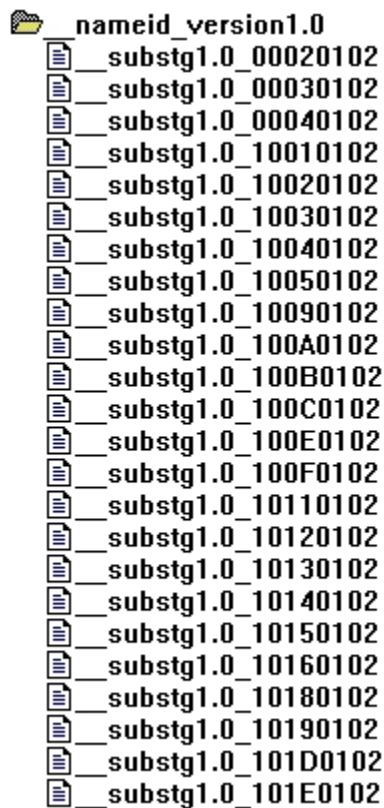 __nameid_version1.0
__substg1.0_00020102
__substg1.0_00030102
__substg1.0_00040102
__substg1.0_10010102
__substg1.0_10020102
__substg1.0_10030102
__substg1.0_10040102
__substg1.0_10050102
__substg1.0_10090102
__substg1.0_100A0102
__substg1.0_100B0102
__substg1.0_100C0102
__substg1.0_100E0102
__substg1.0_100F0102
__substg1.0_10110102
__substg1.0_10120102
__substg1.0_10130102
__substg1.0_10140102
__substg1.0_10150102
__substg1.0_10160102
__substg1.0_10180102
__substg1.0_10190102
__substg1.0_101D0102
__substg1.0_101E0102